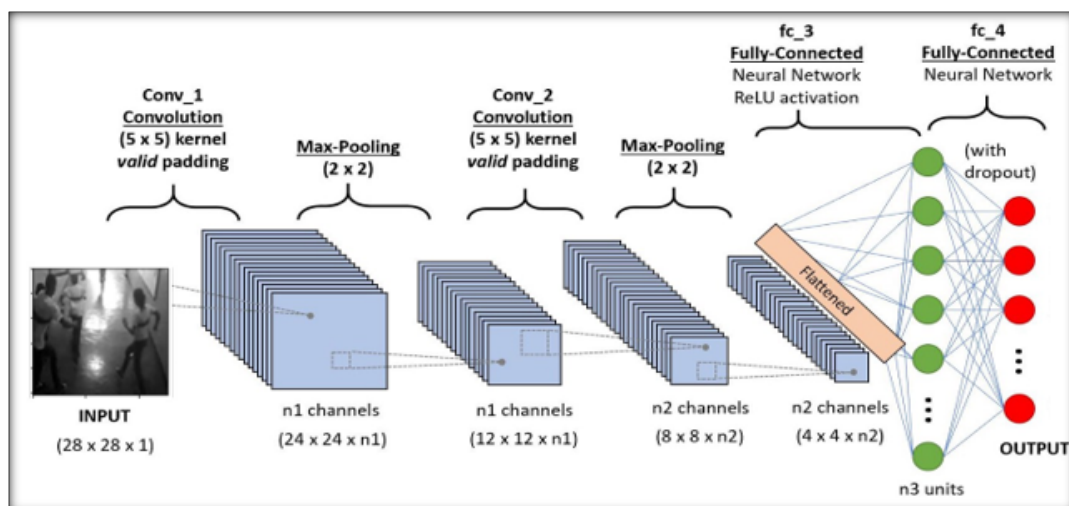 Conv_1
Convolution
(5 x 5) kernel
valid padding
Max-Pooling
(2 x 2)
Conv_2
Convolution
(5 x 5) kernel
valid padding
Max-Pooling
(2 x 2)
fc_3
Fully-Connected
Neural Network
ReLU activation
fc_4
Fully-Connected
Neural Network
(with
dropout)
Flattened
INPUT
(28 x 28 x 1)
n1 channels
(24 x 24 x n1)
n1 channels
(12 x 12 x n1)
n2 channels
(8 x 8 x n2)
n2 channels
(4 x 4 x n2)
n3 units
OUTPUT